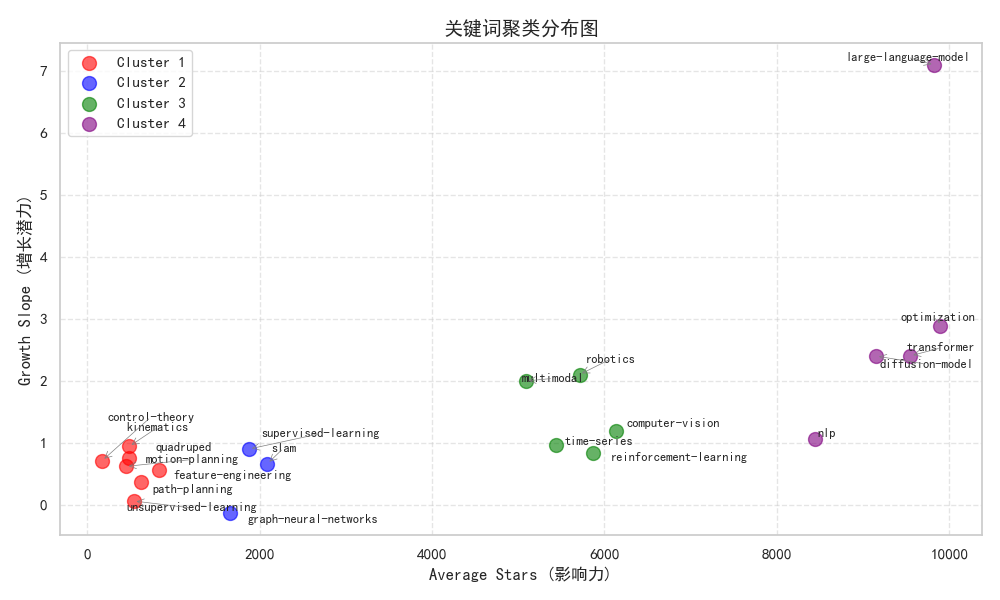 关键词聚类分布图
Cluster 1
Cluster 2
Cluster 3
Cluster 4
large-language-model
optimization
transformer
diffusion-model
robotics
multimodal
computer-vision
nlp
time-series
reinforcement-learning
control-theory
kinematics
supervised-learning
quadruped
slam
motion-planning
feature-engineering
path-planning
unsupervised-learning
graph-neural-networks
Growth Slope (增长潜力)
7
6
5
4
3
2
1
0
0
2000
4000
6000
8000
10000
Average Stars (影响力)